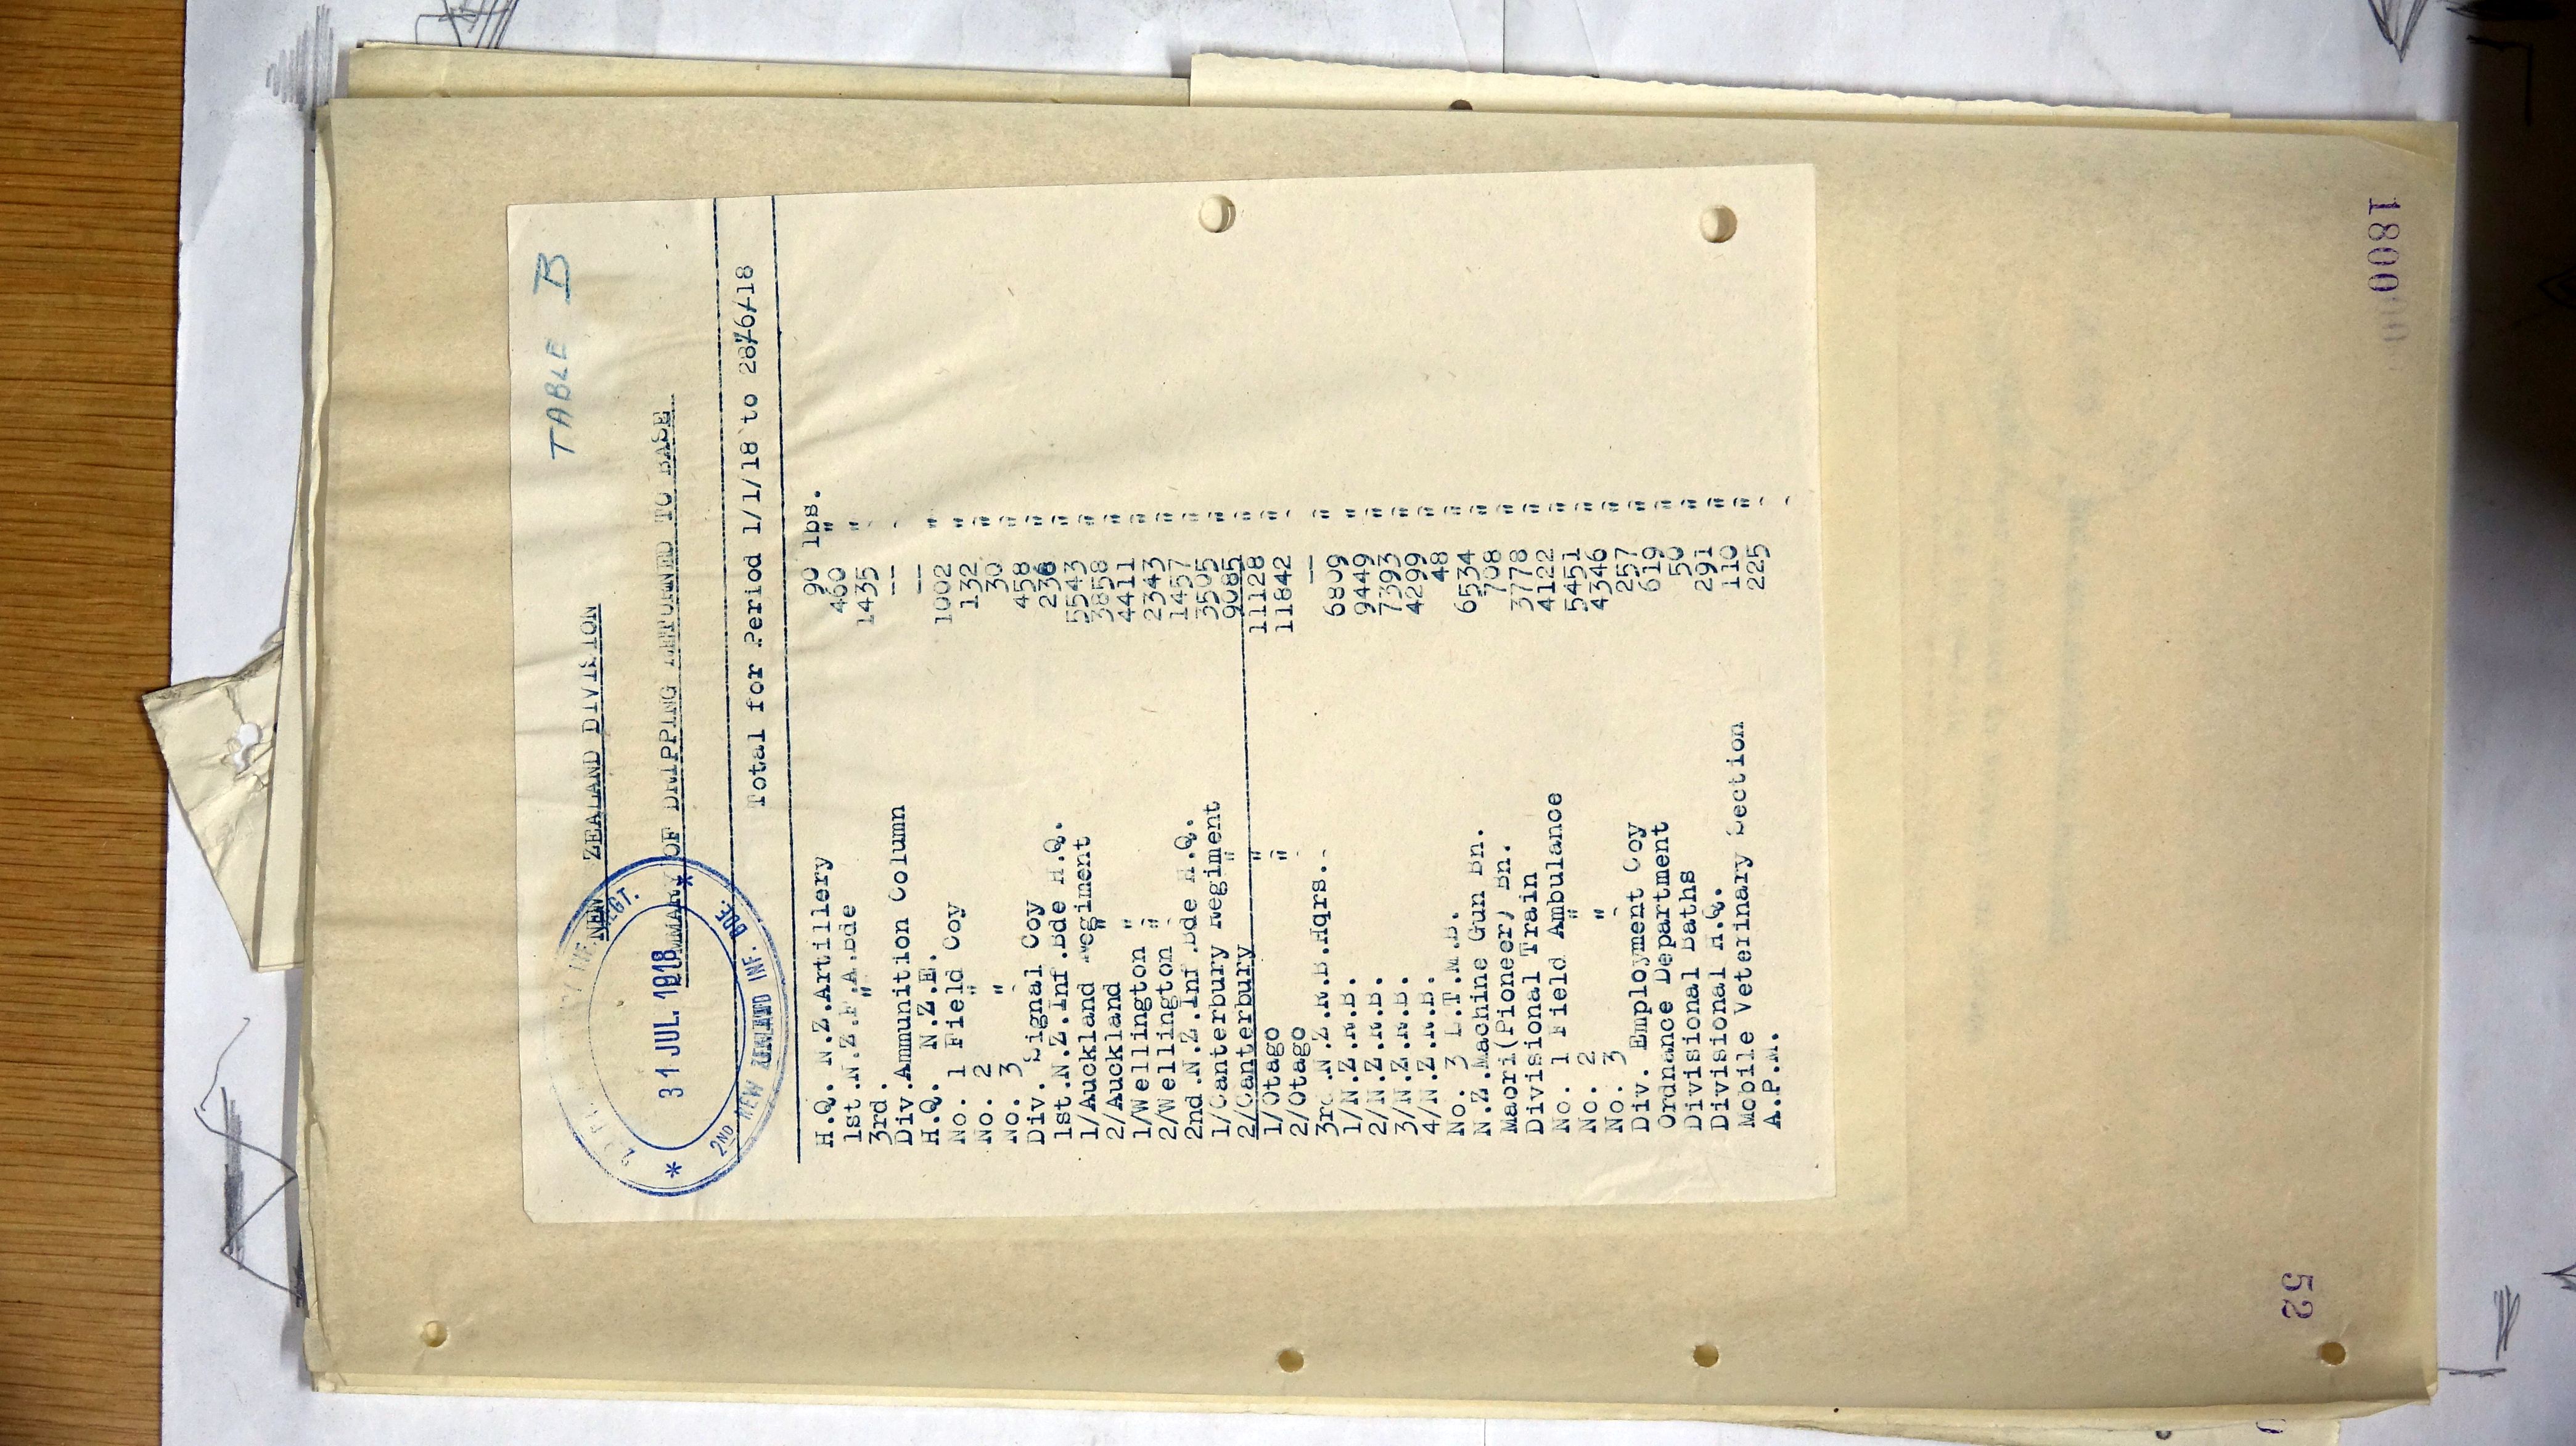 TABLE B
NEW ZEALAND DIVISION
SUMMARY OF DRIPPING RETURNED TO BASE
31 JUL. 1918
2ND NEW ZEALAND INF. BDE.
Total for Period 1/1/18 to 28/6/18
H.Q. N.Z.Artillery 90 lbs.
1st.N.Z.F.A.Bde 460 "
3rd. " 1435 "
Div.Ammunition Column --
H.Q. N.Z.E. --
No. 1 Field Coy 1002 "
No. 2 " 132 "
No. 3 " 30 "
Div. Signal Coy 458 "
1st.N.Z.Inf.Bde H.Q. 236 "
1/Auckland Regiment 5543 "
2/Auckland " 3858 "
1/Wellington " 4411 "
2/Wellington " 2343 "
2nd.N.Z.Inf.Bde H.Q. 1457 "
1/Canterbury Regiment 3505 "
2/Canterbury " 9085 "
1/Otago " 11128 "
2/Otago " 11842 "
3rd.N.Z.R.B.Hqrs. --
1/N.Z.R.B. 6809 "
2/N.Z.R.B. 9449 "
3/N.Z.R.B. 7393 "
4/N.Z.R.B. 4299 "
No. 3 L.T.M.B. 48 "
N.Z.Machine Gun Bn. 6534 "
Maori(Pioneer) Bn. 708 "
Divisional Train 3778 "
No. 1 Field Ambulance 4122 "
No. 2 " 5451 "
No. 3 " 4346 "
Div. Employment Coy 257 "
Ordnance Department 619 "
Divisional Baths 50 "
Divisional H.Q. 291 "
Mobile Veterinary Section 110 "
A.P.M. 225 "
1800
52